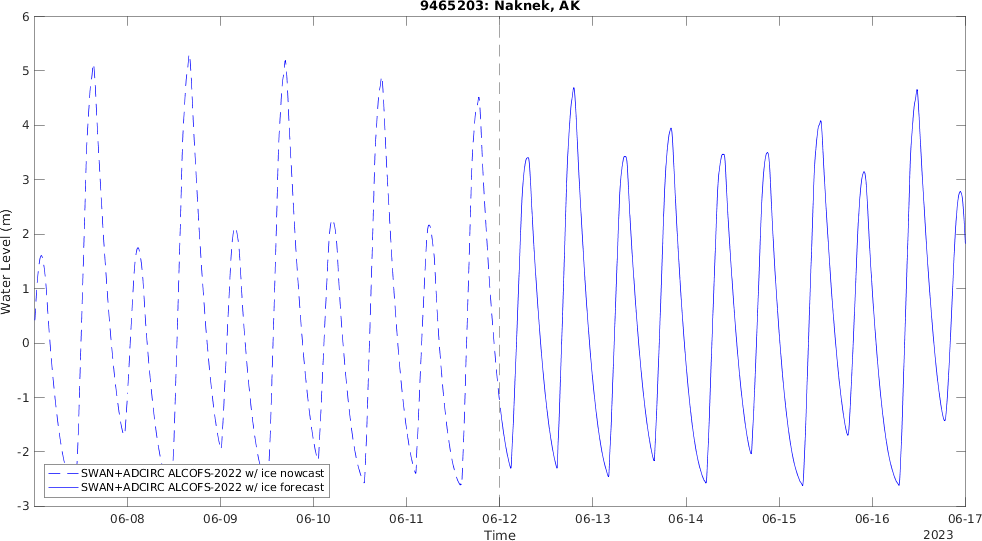 9465203: Naknek, AK
6
5
4
3
2
1
0
-1
-2
-3
Water Level (m)
SWAN+ADCIRC ALCOFS-2022 w/ ice nowcast
SWAN+ADCIRC ALCOFS-2022 w/ ice forecast
06-08 06-09 06-10 06-11 06-12 06-13 06-14 06-15 06-16 06-17
Time
2023